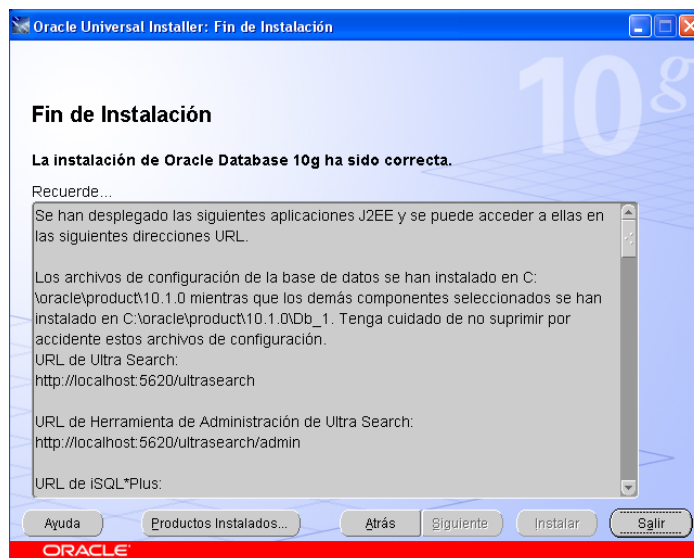 Oracle Universal Installer: Fin de Instalación
10g
Fin de Instalación
La instalación de Oracle Database 10g ha sido correcta.
Recuerde...
Se han desplegado las siguientes aplicaciones J2EE y se puede acceder a ellas en
las siguientes direcciones URL.
Los archivos de configuración de la base de datos se han instalado en C:
\oracle\product\10.1.0 mientras que los demás componentes seleccionados se han
instalado en C:\oracle\product\10.1.0\Db_1. Tenga cuidado de no suprimir por
accidente estos archivos de configuración.
URL de Ultra Search:
http://localhost:5620/ultrasearch
URL de Herramienta de Administración de Ultra Search:
http://localhost:5620/ultrasearch/admin
URL de iSQL*Plus:
Ayuda Productos Instalados... Atrás Siguiente Instalar Salir
ORACLE